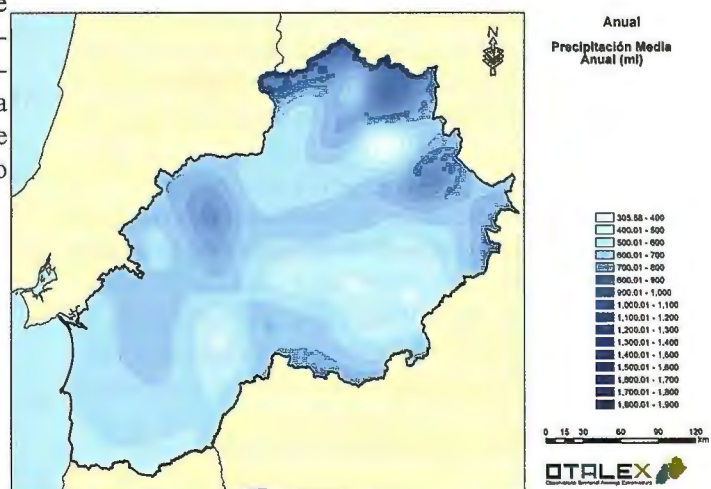 Anual
Precipitación Media
Anual (ml)
N
305.58 - 400
400.01 - 500
500.01 - 600
600.01 - 700
700.01 - 800
800.01 - 900
900.01 - 1,000
1,000.01 - 1,100
1,100.01 - 1,200
1,200.01 - 1,300
1,300.01 - 1,400
1,400.01 - 1,500
1,500.01 - 1,600
1,600.01 - 1,700
1,700.01 - 1,800
1,800.01 - 1,900
0 15 30 60 90 120
Km
OTALEX